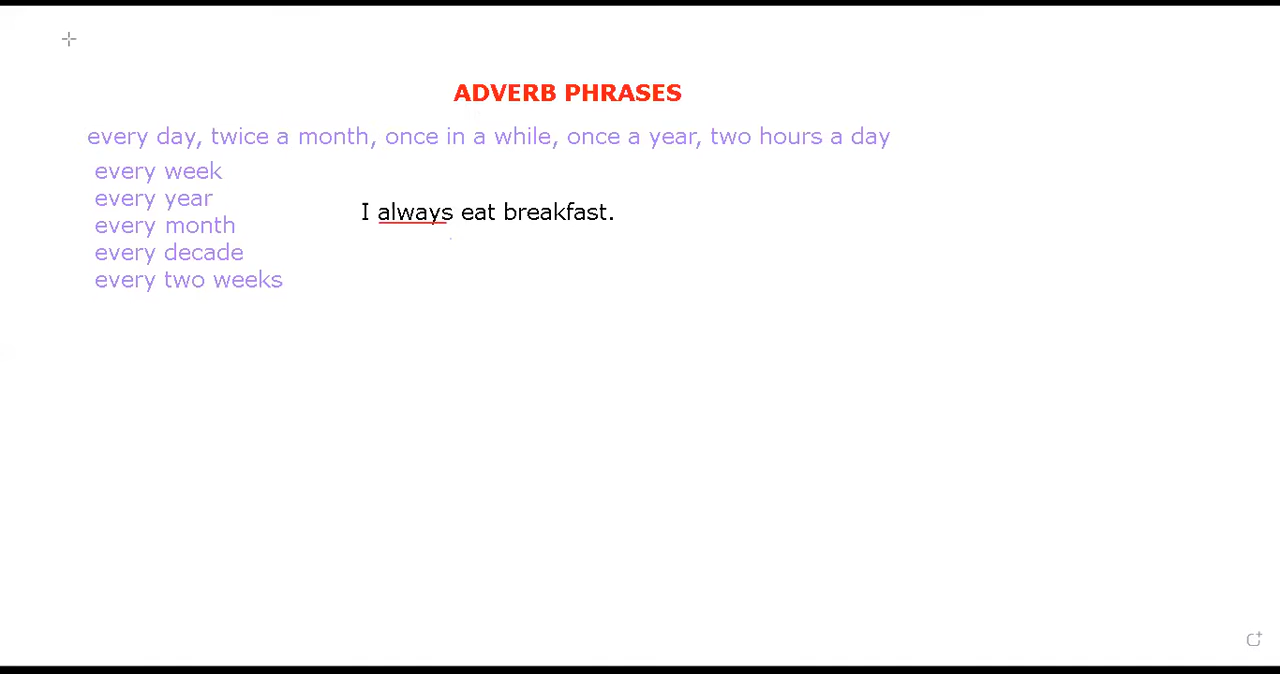 ADVERB PHRASES
every day, twice a month, once in a while, once a year, two hours a day
every week
every year
every month
every decade
every two weeks
I always eat breakfast.